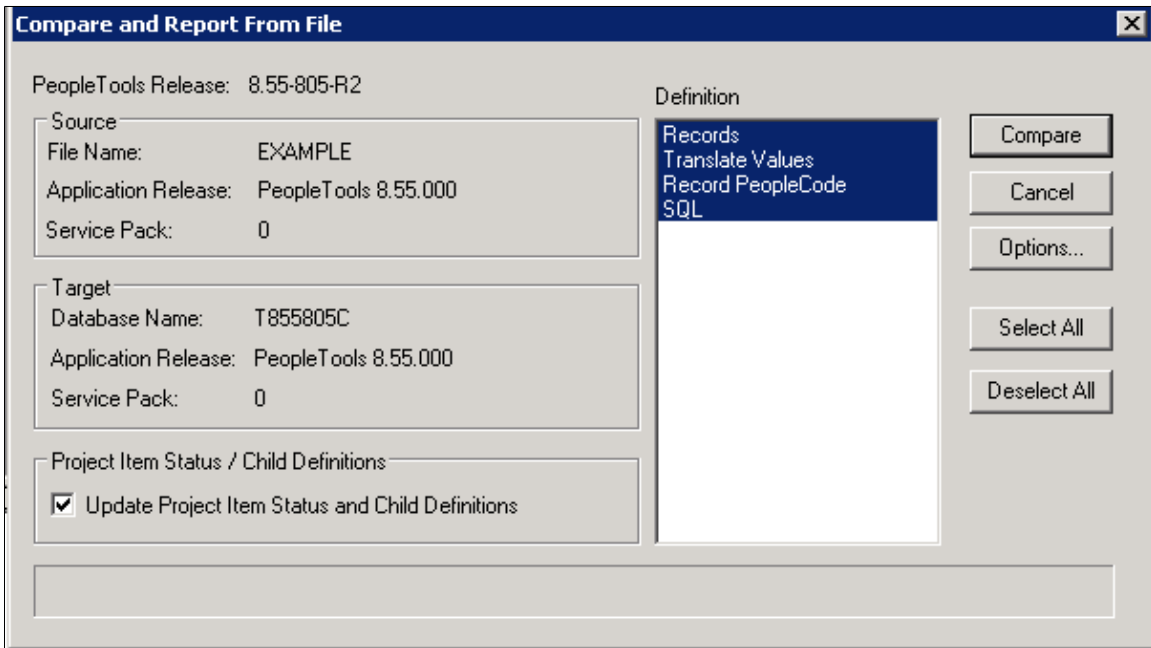 Compare and Report From File
PeopleTools Release: 8.55-805-R2
Source
File Name: EXAMPLE
Application Release: PeopleTools 8.55.000
Service Pack: 0
Target
Database Name: T855805C
Application Release: PeopleTools 8.55.000
Service Pack: 0
Project Item Status / Child Definitions
Update Project Item Status and Child Definitions
Definition
Records
Translate Values
Record PeopleCode
SQL
Compare
Cancel
Options...
Select All
Deselect All